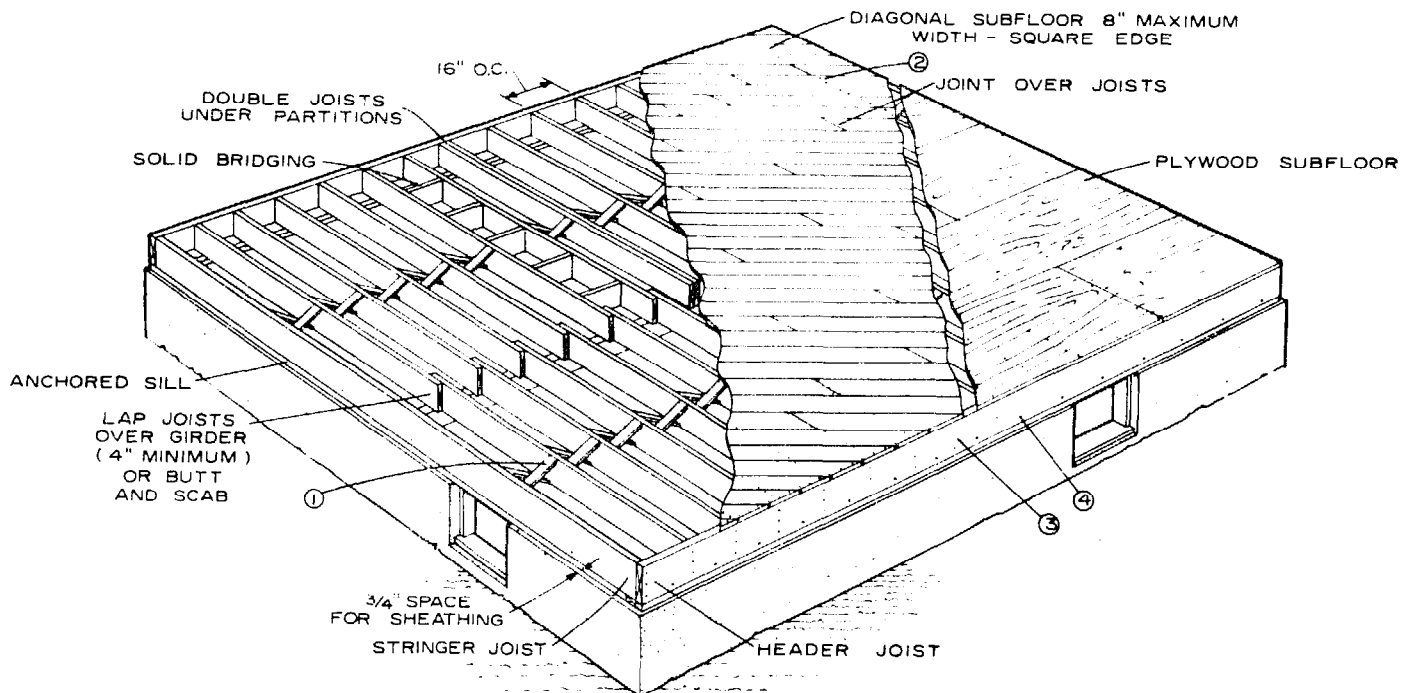 DIAGONAL SUBFLOOR 8" MAXIMUM
WIDTH - SQUARE EDGE
②
16" O.C.
JOINT OVER JOISTS
DOUBLE JOISTS
UNDER PARTITIONS
SOLID BRIDGING
PLYWOOD SUBFLOOR
ANCHORED SILL
LAP JOISTS
OVER GIRDER
(4" MINIMUM)
OR BUTT
AND SCAB
①
④
③
3/4" SPACE
FOR SHEATHING
STRINGER JOIST
HEADER JOIST